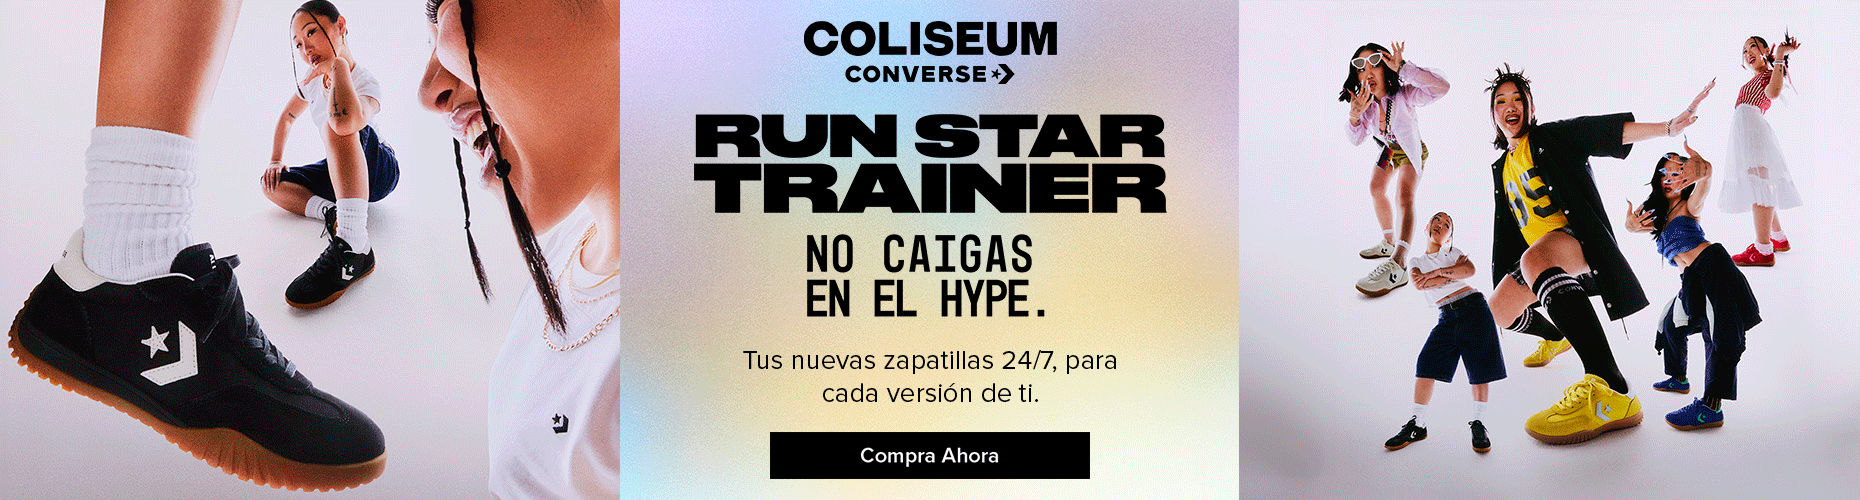 COLISEUM
CONVERSE
RUN STAR
TRAINER
NO CAIGAS
EN EL HYPE.
Tus nuevas zapatillas 24/7, para
cada versión de ti.
Compra Ahora